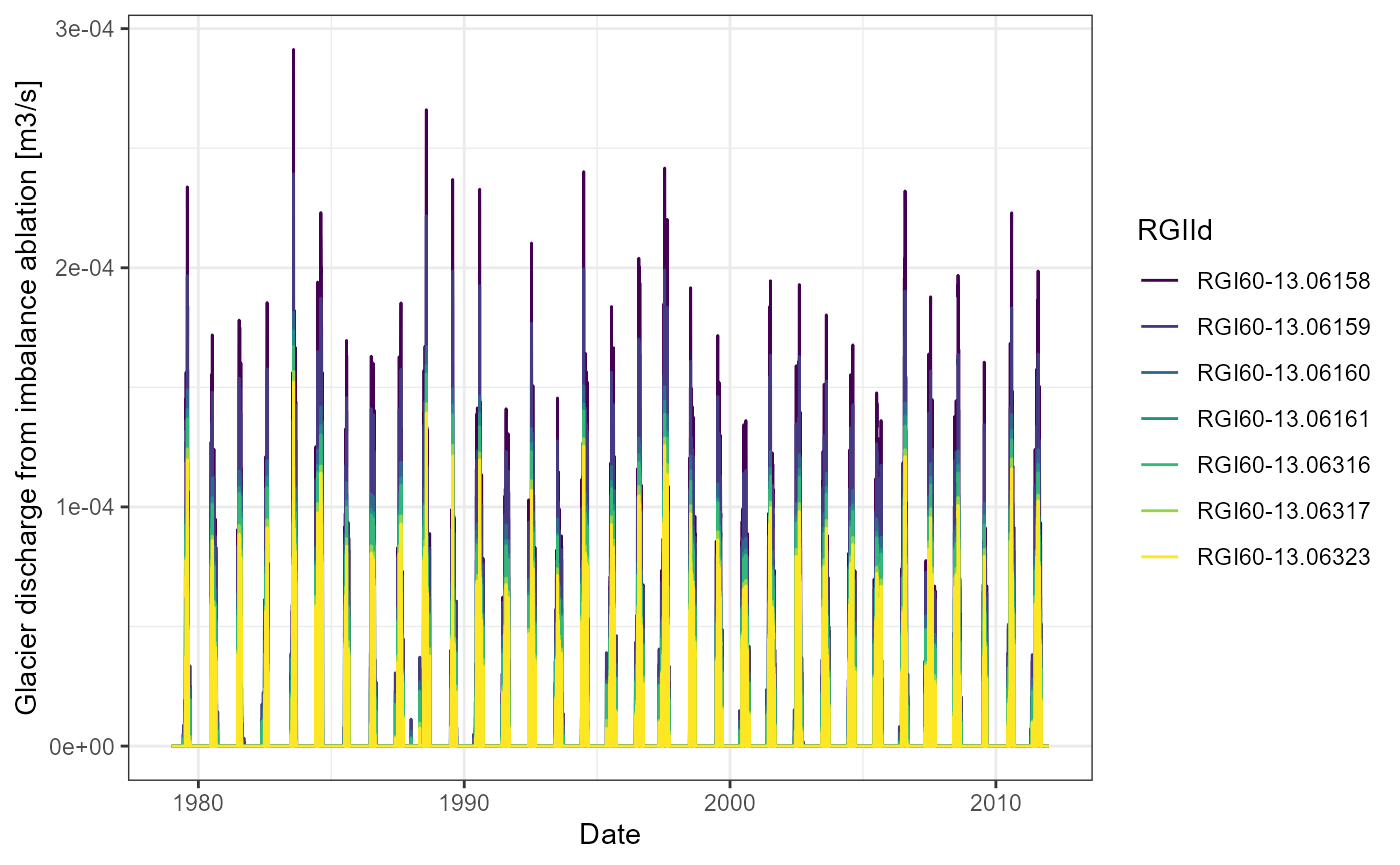 Glacier discharge from imbalance ablation [m3/s]
3e-04
2e-04
1e-04
0e+00
1980
1990
2000
2010
Date
RGIId
RGI60-13.06158
RGI60-13.06159
RGI60-13.06160
RGI60-13.06161
RGI60-13.06316
RGI60-13.06317
RGI60-13.06323